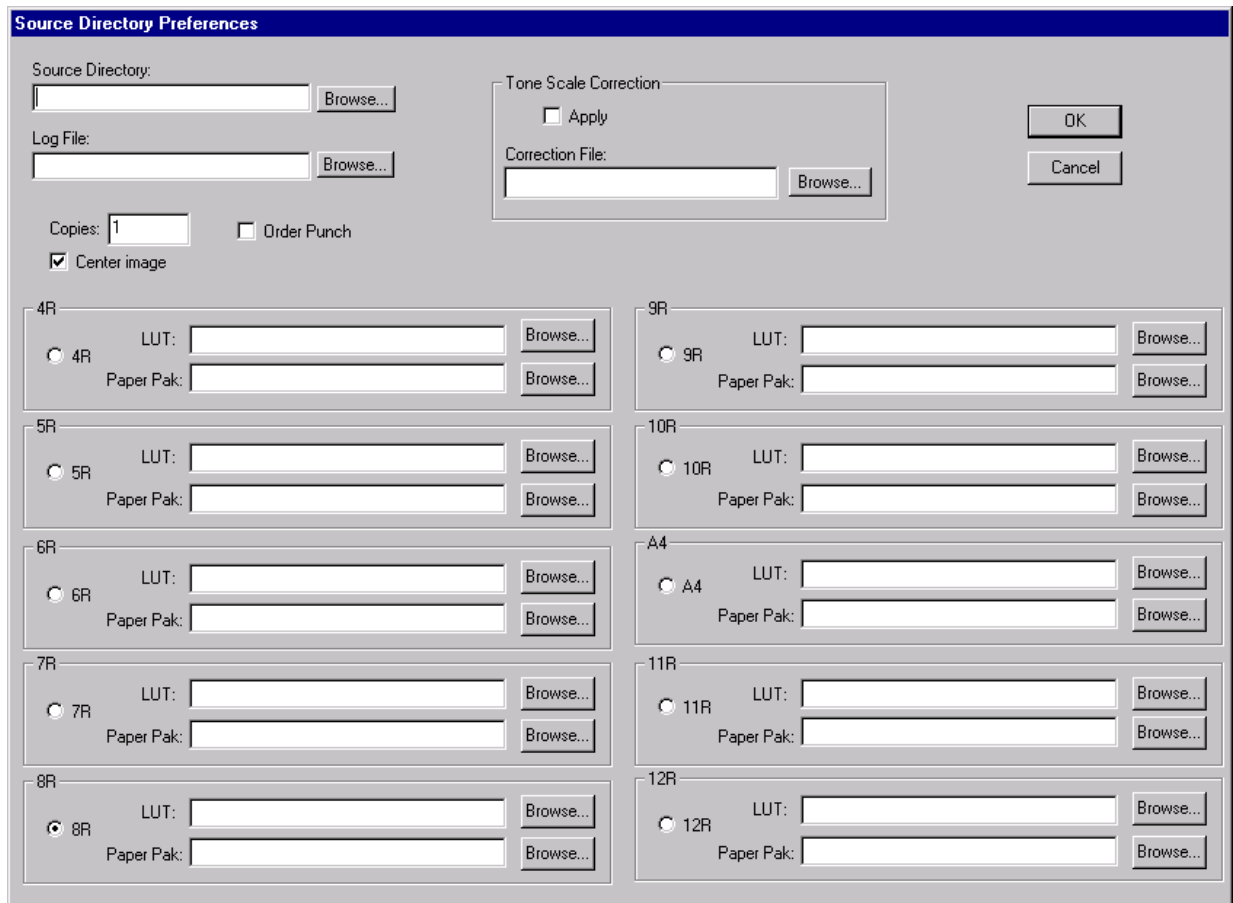 Source Directory Preferences
Source Directory:
Browse...
Log File:
Browse...
Tone Scale Correction
Apply
Correction File:
Browse...
OK
Cancel
Copies: 1
Order Punch
Center image
4R
4R
LUT:
Browse...
Paper Pak:
Browse...
5R
5R
LUT:
Browse...
Paper Pak:
Browse...
6R
6R
LUT:
Browse...
Paper Pak:
Browse...
7R
7R
LUT:
Browse...
Paper Pak:
Browse...
8R
8R
LUT:
Browse...
Paper Pak:
Browse...
9R
9R
LUT:
Browse...
Paper Pak:
Browse...
10R
10R
LUT:
Browse...
Paper Pak:
Browse...
A4
A4
LUT:
Browse...
Paper Pak:
Browse...
11R
11R
LUT:
Browse...
Paper Pak:
Browse...
12R
12R
LUT:
Browse...
Paper Pak:
Browse...